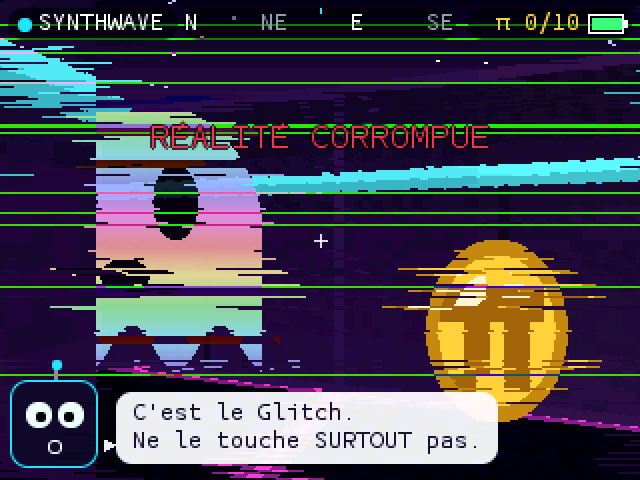 SYNTHWAVE N NE E SE π 0/10
RÉALITÉ CORROMPUE
C'est le Glitch.
Ne le touche SURTOUT pas.